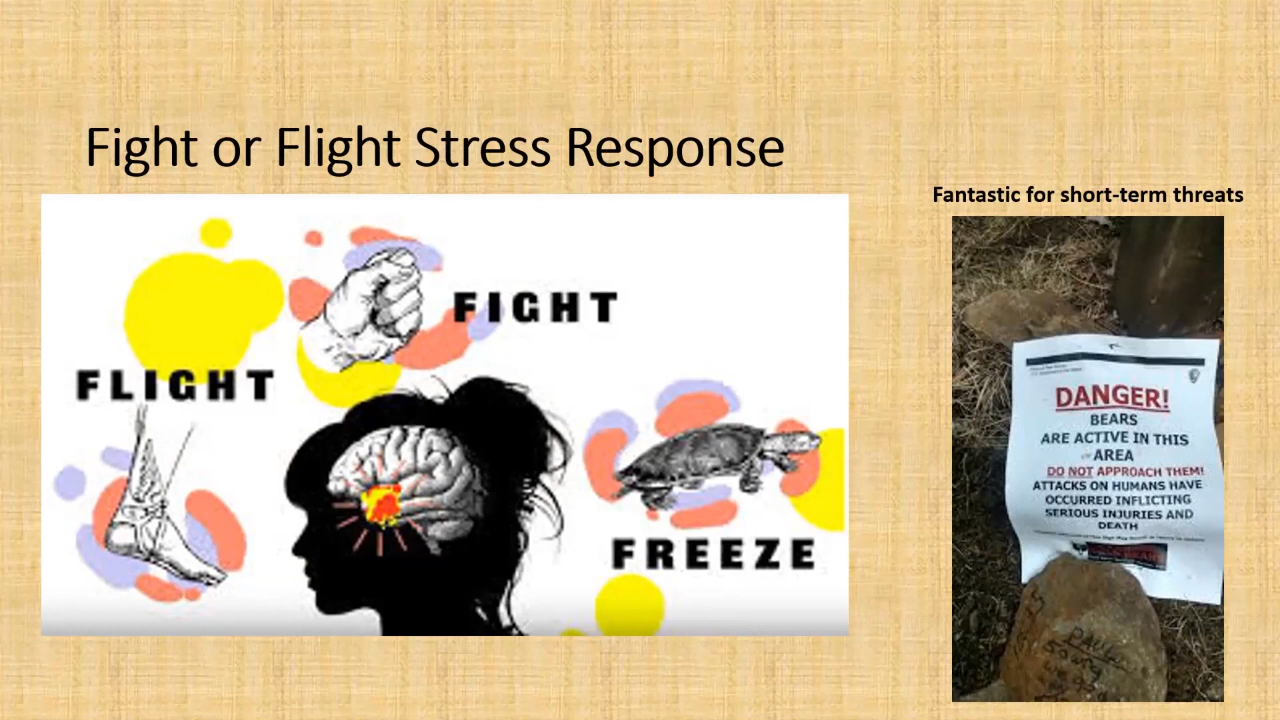 Fight or Flight Stress Response
Fantastic for short-term threats
FIGHT
FLIGHT
FREEZE
DANGER!
BEARS
ARE ACTIVE IN THIS
AREA
DO NOT APPROACH THEM!
ATTACKS ON HUMANS HAVE
OCCURRED INFLICTING
SERIOUS INJURIES AND
DEATH